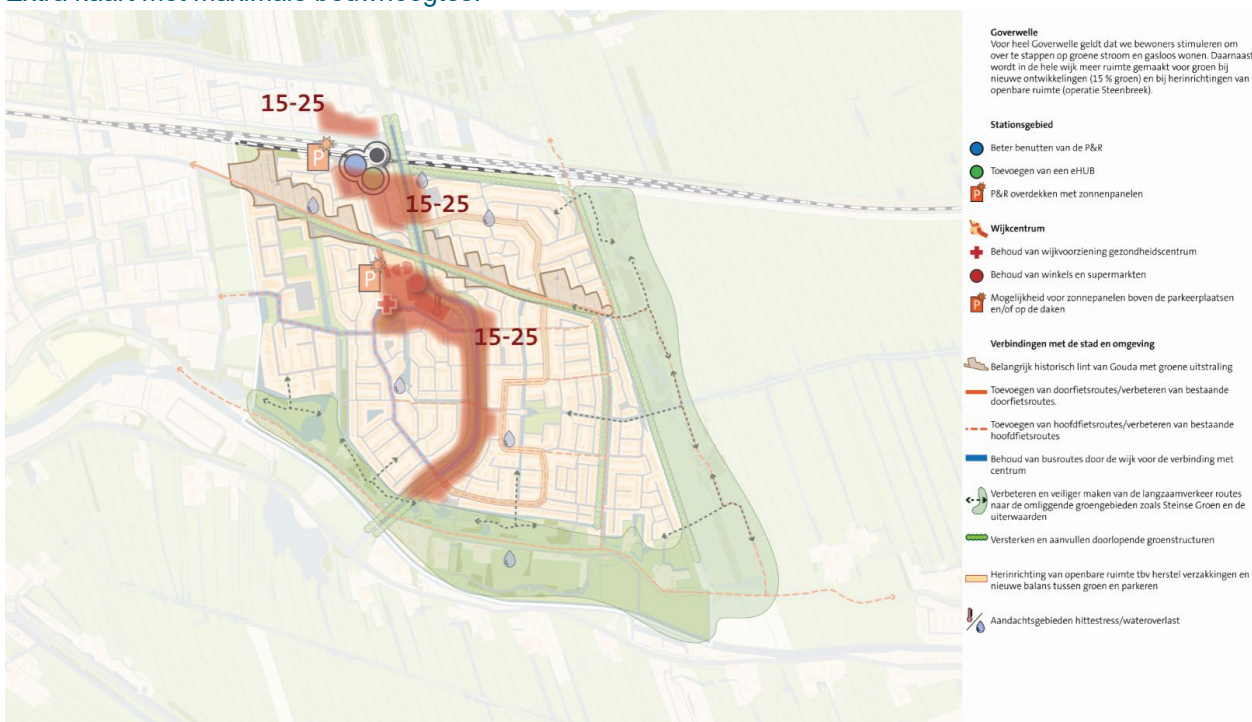 Extra kaart met maximale bouwhoogtes:
15-25
P
15-25
P
15-25
Goverwelle
Voor heel Goverwelle geldt dat we bewoners stimuleren om
over te stappen op groene stroom en gasloos wonen. Daarnaast
wordt in de hele wijk meer ruimte gemaakt voor groen bij
nieuwe ontwikkelingen (15 % groen) en bij herinrichtingen van
openbare ruimte (operatie Steenbreek).
Stationsgebied
Beter benutten van de P&R
Toevoegen van een eHUB
P P&R overdekken met zonnenpanelen
Wijkcentrum
Behoud van wijkvoorziening gezondheidscentrum
Behoud van winkels en supermarkten
P Mogelijkheid voor zonnepanelen boven de parkeerplaatsen
en/of op de daken
Verbindingen met de stad en omgeving
Belangrijk historisch lint van Gouda met groene uitstraling
Toevoegen van doorfietsroutes/verbeteren van bestaande
doorfietsroutes.
Toevoegen van hoofdfietsroutes/verbeteren van bestaande
hoofdfietsroutes
Behoud van busroutes door de wijk voor de verbinding met
centrum
Verbeteren en veiliger maken van de langzaamverkeer routes
naar de omliggende groengebieden zoals Steinse Groen en de
uiterwaarden
Versterken en aanvullen doorlopende groenstructuren
Herinrichting van openbare ruimte tbv herstel verzakkingen en
nieuwe balans tussen groen en parkeren
Aandachtsgebieden hittestress/wateroverlast